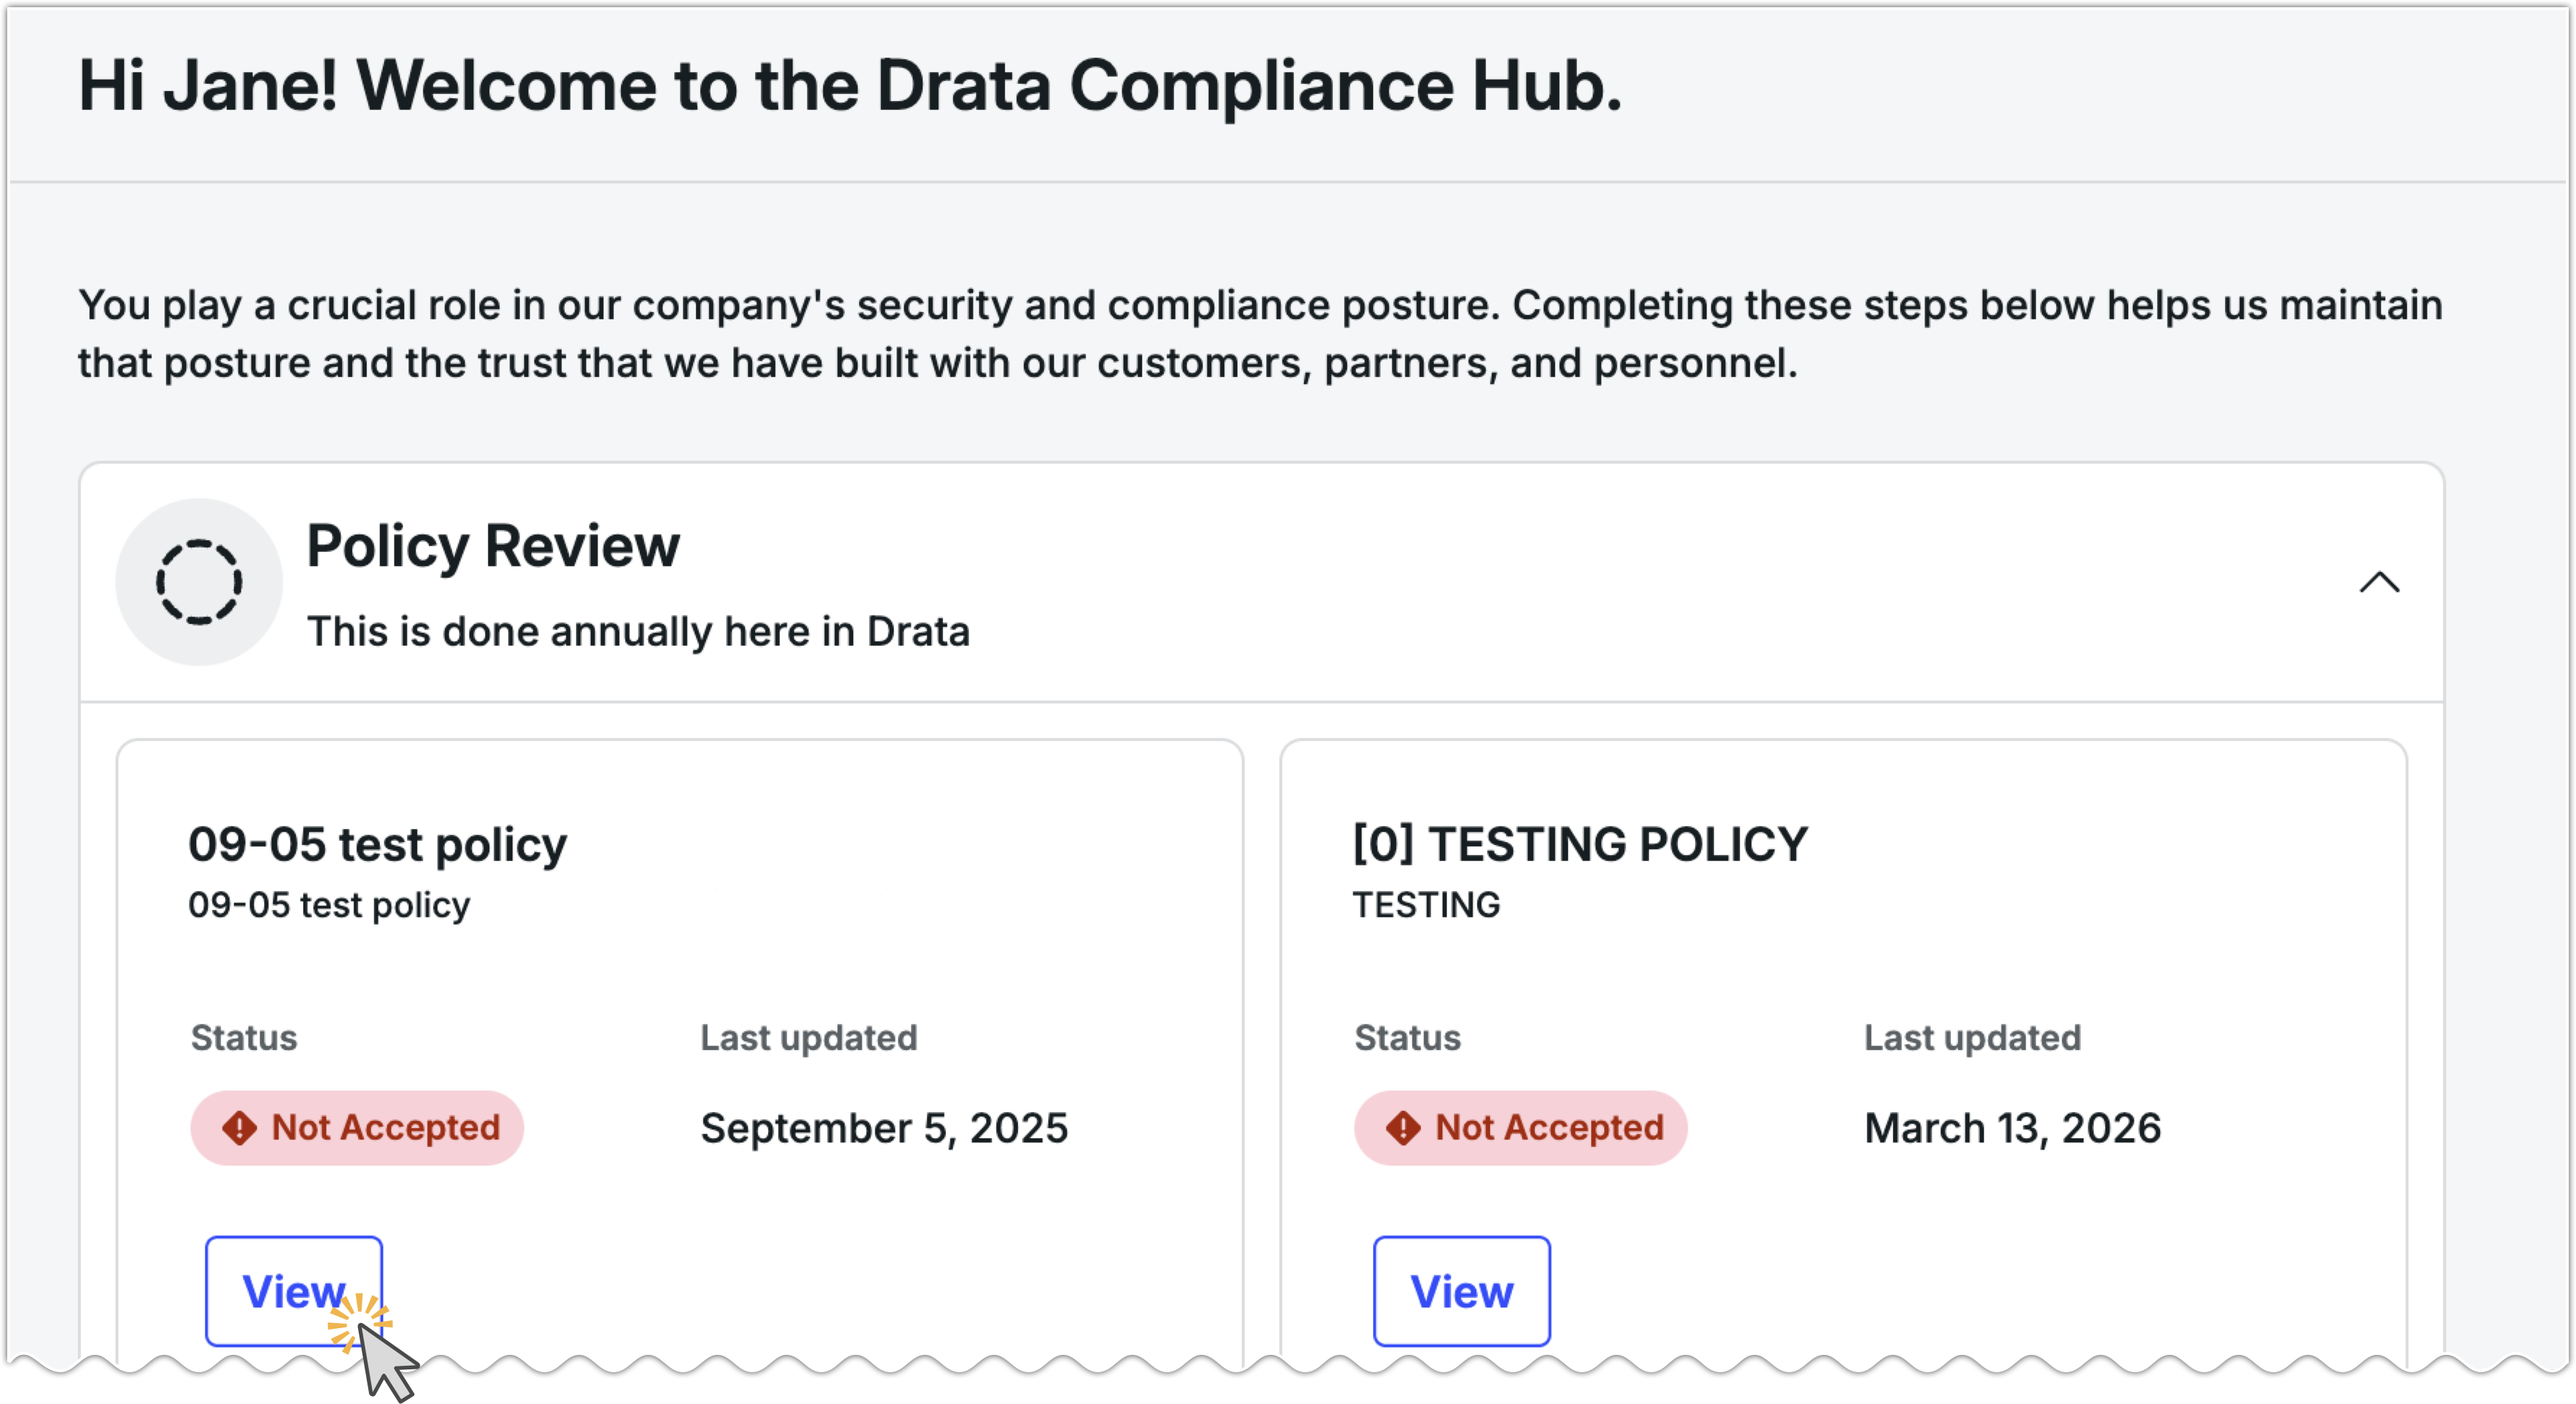 Hi Jane! Welcome to the Drata Compliance Hub.
You play a crucial role in our company's security and compliance posture. Completing these steps below helps us maintain
that posture and the trust that we have built with our customers, partners, and personnel.
Policy Review
This is done annually here in Drata
09-05 test policy
09-05 test policy
Status
Last updated
Not Accepted
September 5, 2025
View
[0] TESTING POLICY
TESTING
Status
Last updated
Not Accepted
March 13, 2026
View